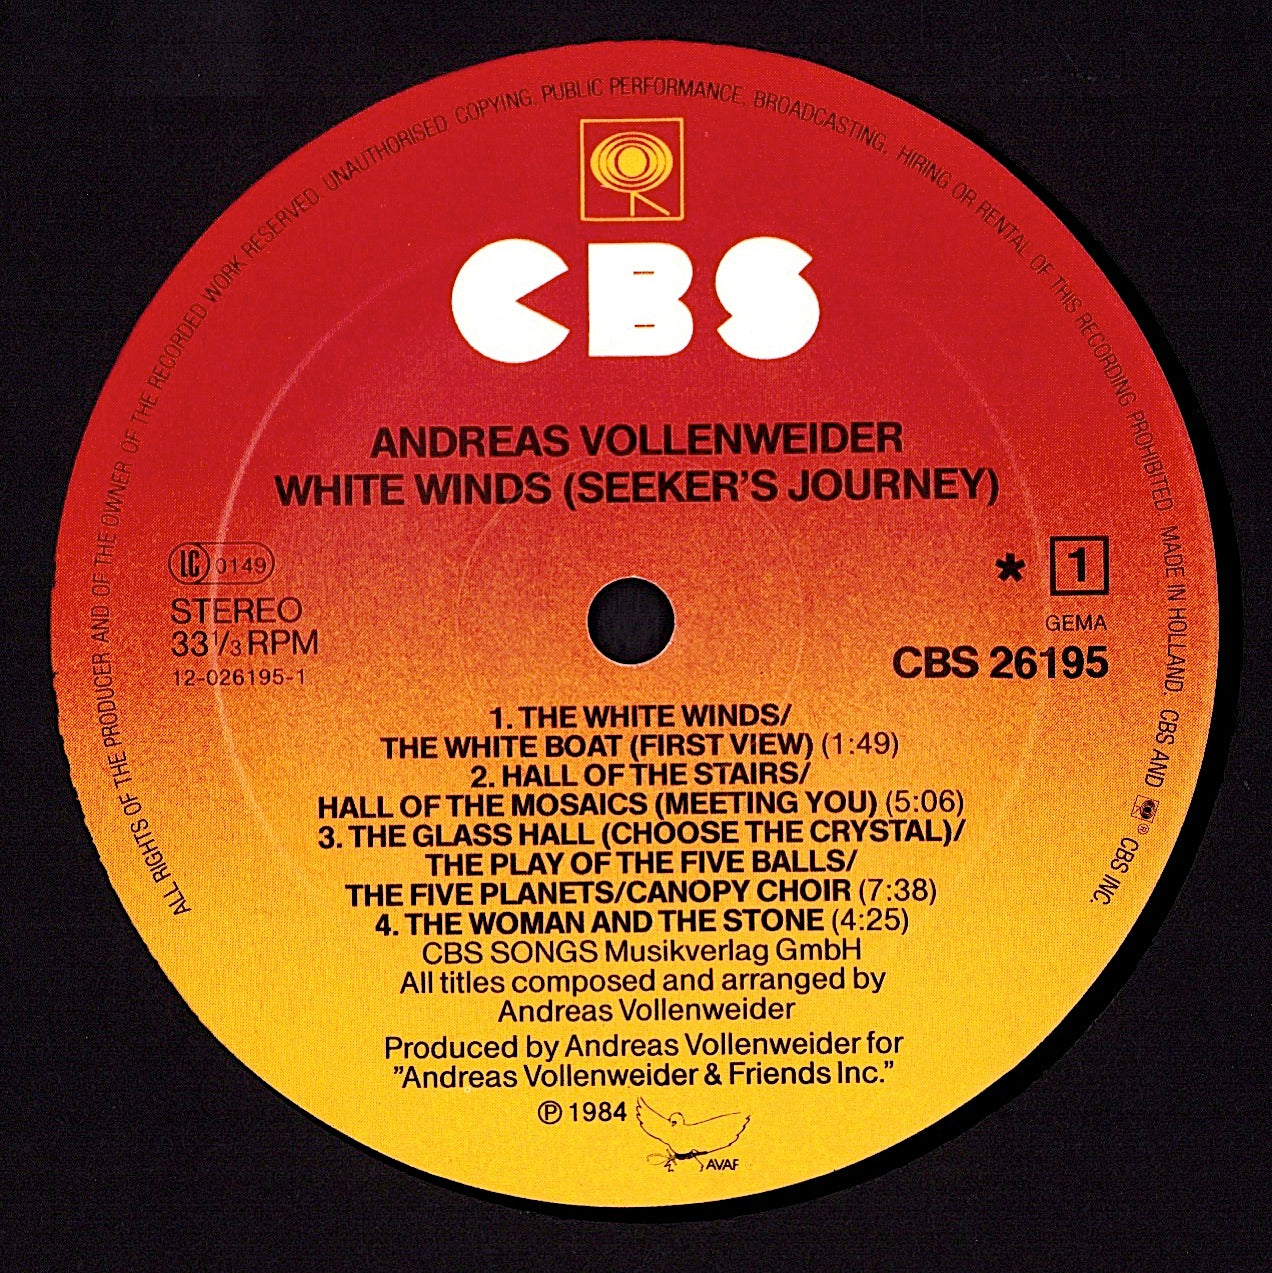 ALL RIGHTS OF THE PRODUCER AND OF THE OWNER OF THE RECORDED WORK RESERVED UNAUTHORISED COPYING, PUBLIC PERFORMANCE, BROADCASTING, HIRING OR RENTAL OF THIS RECORDING PROHIBITED MADE IN HOLLAND. CBS AND ® CBS INC.
CBS
ANDREAS VOLLENWEIDER
WHITE WINDS (SEEKER'S JOURNEY)
LC 0149
STEREO
33 1/3 RPM
12-026195-1
* 1
GEMA
CBS 26195
1. THE WHITE WINDS/
THE WHITE BOAT (FIRST VIEW) (1:49)
2. HALL OF THE STAIRS/
HALL OF THE MOSAICS (MEETING YOU) (5:06)
3. THE GLASS HALL (CHOOSE THE CRYSTAL)/
THE PLAY OF THE FIVE BALLS/
THE FIVE PLANETS/CANOPY CHOIR (7:38)
4. THE WOMAN AND THE STONE (4:25)
CBS SONGS Musikverlag GmbH
All titles composed and arranged by
Andreas Vollenweider
Produced by Andreas Vollenweider for
"Andreas Vollenweider & Friends Inc."
℗ 1984
AVAF